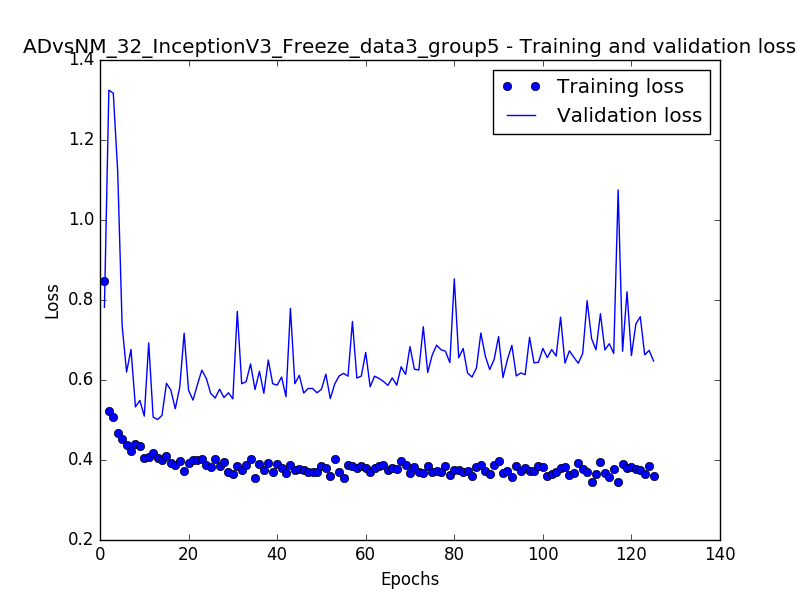 ADvsNM_32_InceptionV3_Freeze_data3_group5 - Training and validation loss
1.4
1.2
1.0
0.8
0.6
0.4
0.2
Loss
Training loss
Validation loss
0 20 40 60 80 100 120 140
Epochs